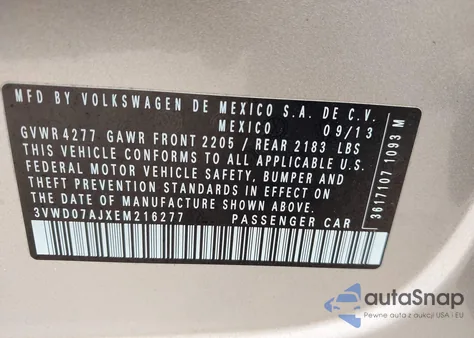 MFD BY VOLKSWAGEN DE MEXICO S.A. DE C.V.
MEXICO 09/13
GVWR 4277 GAWR FRONT 2205 / REAR 2183 LBS
THIS VEHICLE CONFORMS TO ALL APPLICABLE U.S.
FEDERAL MOTOR VEHICLE SAFETY, BUMPER AND
THEFT PREVENTION STANDARDS IN EFFECT ON
THE DATE OF MANUFACTURE SHOWN ABOVE
3VWD07AJXEM216277 PASSENGER CAR
3617107 1093 M
autoSnap
Pewne auta z aukcji USA i EU